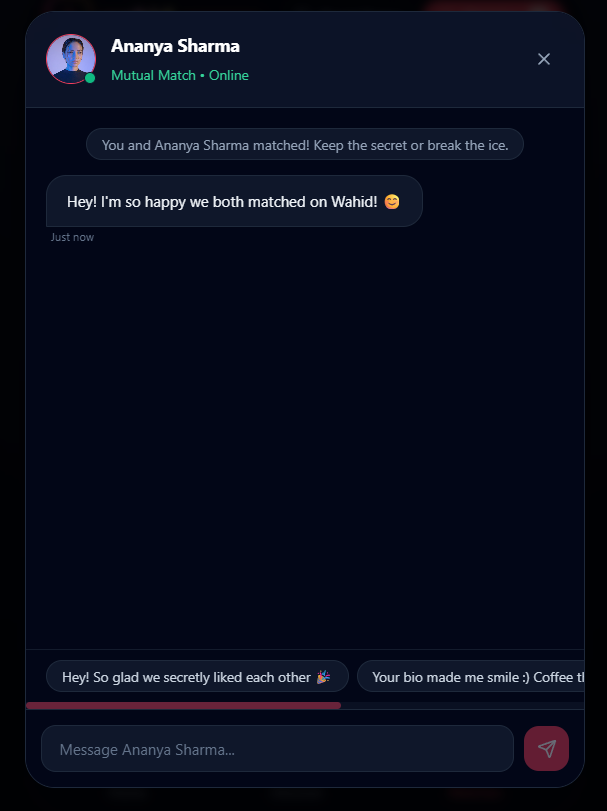 Ananya Sharma
Mutual Match • Online
You and Ananya Sharma matched! Keep the secret or break the ice.
Hey! I'm so happy we both matched on Wahid! 😊
Just now
Hey! So glad we secretly liked each other 🎉
Your bio made me smile :) Coffee
Message Ananya Sharma...